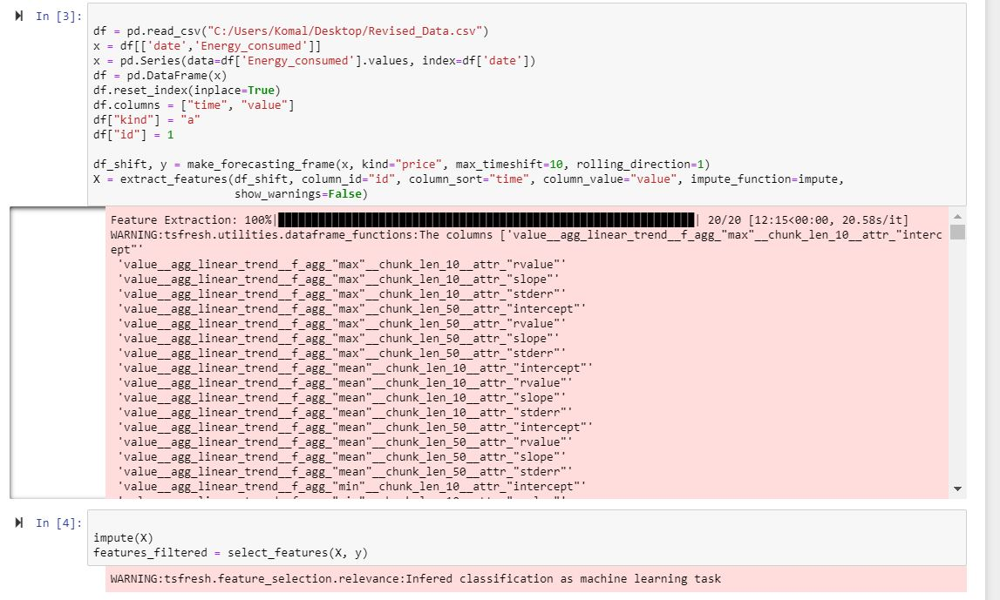 In [3]:
df = pd.read_csv("C:/Users/Komal/Desktop/Revised_Data.csv")
x = df[['date','Energy_consumed']]
x = pd.Series(data=df['Energy_consumed'].values, index=df['date'])
df = pd.DataFrame(x)
df.reset_index(inplace=True)
df.columns = ["time", "value"]
df["kind"] = "a"
df["id"] = 1
df_shift, y = make_forecasting_frame(x, kind="price", max_timeshift=10, rolling_direction=1)
X = extract_features(df_shift, column_id="id", column_sort="time", column_value="value", impute_function=impute,
show_warnings=False)
Feature Extraction: 100%|██████████| 20/20 [12:15<00:00, 20.58s/it]
WARNING:tsfresh.utilities.dataframe_functions:The columns ['value__agg_linear_trend__f_agg_"max"__chunk_len_10__attr_"interc
ept"'
'value__agg_linear_trend__f_agg_"max"__chunk_len_10__attr_"rvalue"'
'value__agg_linear_trend__f_agg_"max"__chunk_len_10__attr_"slope"'
'value__agg_linear_trend__f_agg_"max"__chunk_len_10__attr_"stderr"'
'value__agg_linear_trend__f_agg_"max"__chunk_len_50__attr_"intercept"'
'value__agg_linear_trend__f_agg_"max"__chunk_len_50__attr_"rvalue"'
'value__agg_linear_trend__f_agg_"max"__chunk_len_50__attr_"slope"'
'value__agg_linear_trend__f_agg_"max"__chunk_len_50__attr_"stderr"'
'value__agg_linear_trend__f_agg_"mean"__chunk_len_10__attr_"intercept"'
'value__agg_linear_trend__f_agg_"mean"__chunk_len_10__attr_"rvalue"'
'value__agg_linear_trend__f_agg_"mean"__chunk_len_10__attr_"slope"'
'value__agg_linear_trend__f_agg_"mean"__chunk_len_10__attr_"stderr"'
'value__agg_linear_trend__f_agg_"mean"__chunk_len_50__attr_"intercept"'
'value__agg_linear_trend__f_agg_"mean"__chunk_len_50__attr_"rvalue"'
'value__agg_linear_trend__f_agg_"mean"__chunk_len_50__attr_"slope"'
'value__agg_linear_trend__f_agg_"mean"__chunk_len_50__attr_"stderr"'
'value__agg_linear_trend__f_agg_"min"__chunk_len_10__attr_"intercept"'
In [4]:
impute(X)
features_filtered = select_features(X, y)
WARNING:tsfresh.feature_selection.relevance:Infered classification as machine learning task